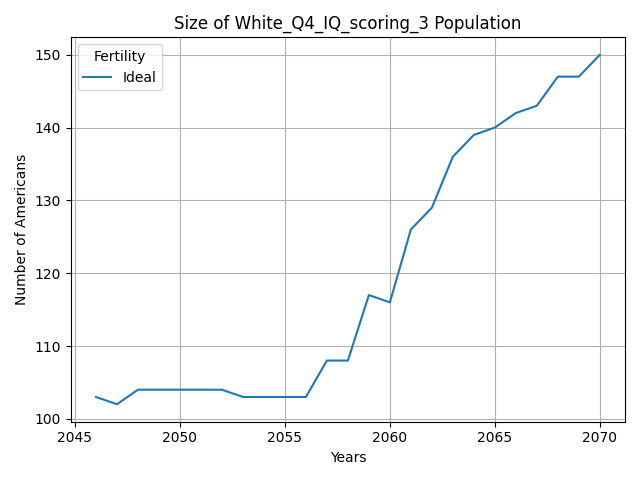 Size of White_Q4_IQ_scoring_3 Population
Fertility
Ideal
Number of Americans
150
140
130
120
110
100
2045 2050 2055 2060 2065 2070
Years